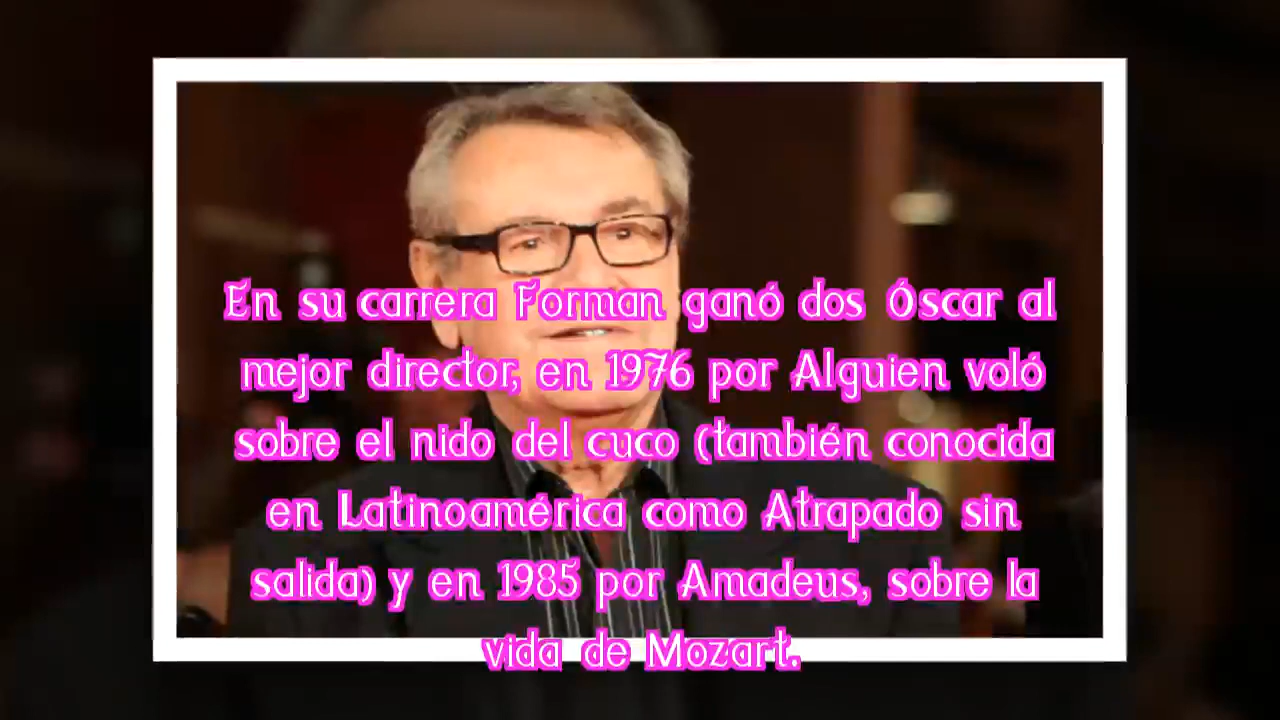 En su carrera Forman ganó dos Óscar al
mejor director, en 1976 por Alguien voló
sobre el nido del cuco (también conocida
en Latinoamérica como Atrapado sin
salida) y en 1985 por Amadeus, sobre la
vida de Mozart.